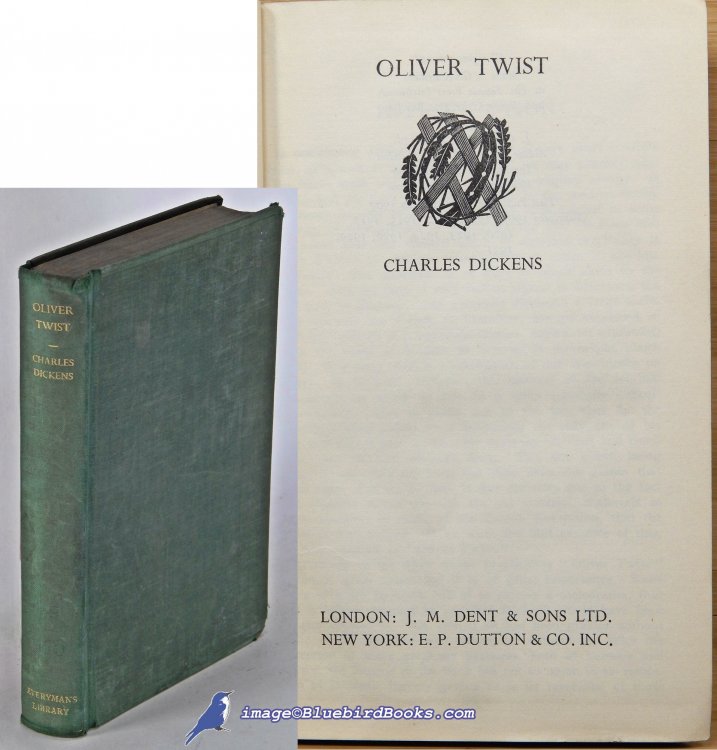 OLIVER TWIST
CHARLES DICKENS
LONDON: J. M. DENT & SONS LTD.
NEW YORK: E. P. DUTTON & CO. INC.
OLIVER
TWIST
CHARLES
DICKENS
EVERYMAN'S
LIBRARY
image©BluebirdBooks.com